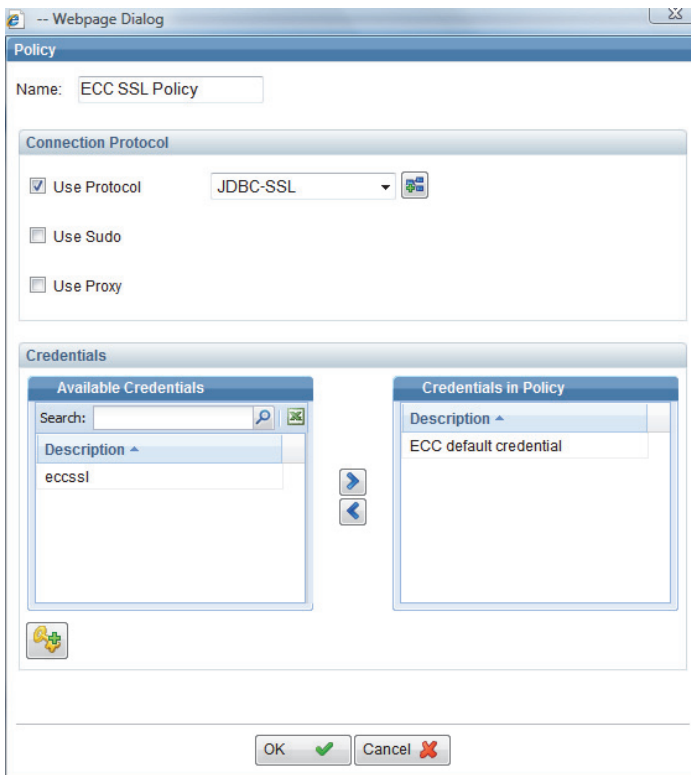 -- Webpage Dialog
Policy
Name: ECC SSL Policy
Connection Protocol
Use Protocol JDBC-SSL
Use Sudo
Use Proxy
Credentials
Available Credentials
Search:
Description
eccssl
Credentials in Policy
Description
ECC default credential
OK Cancel